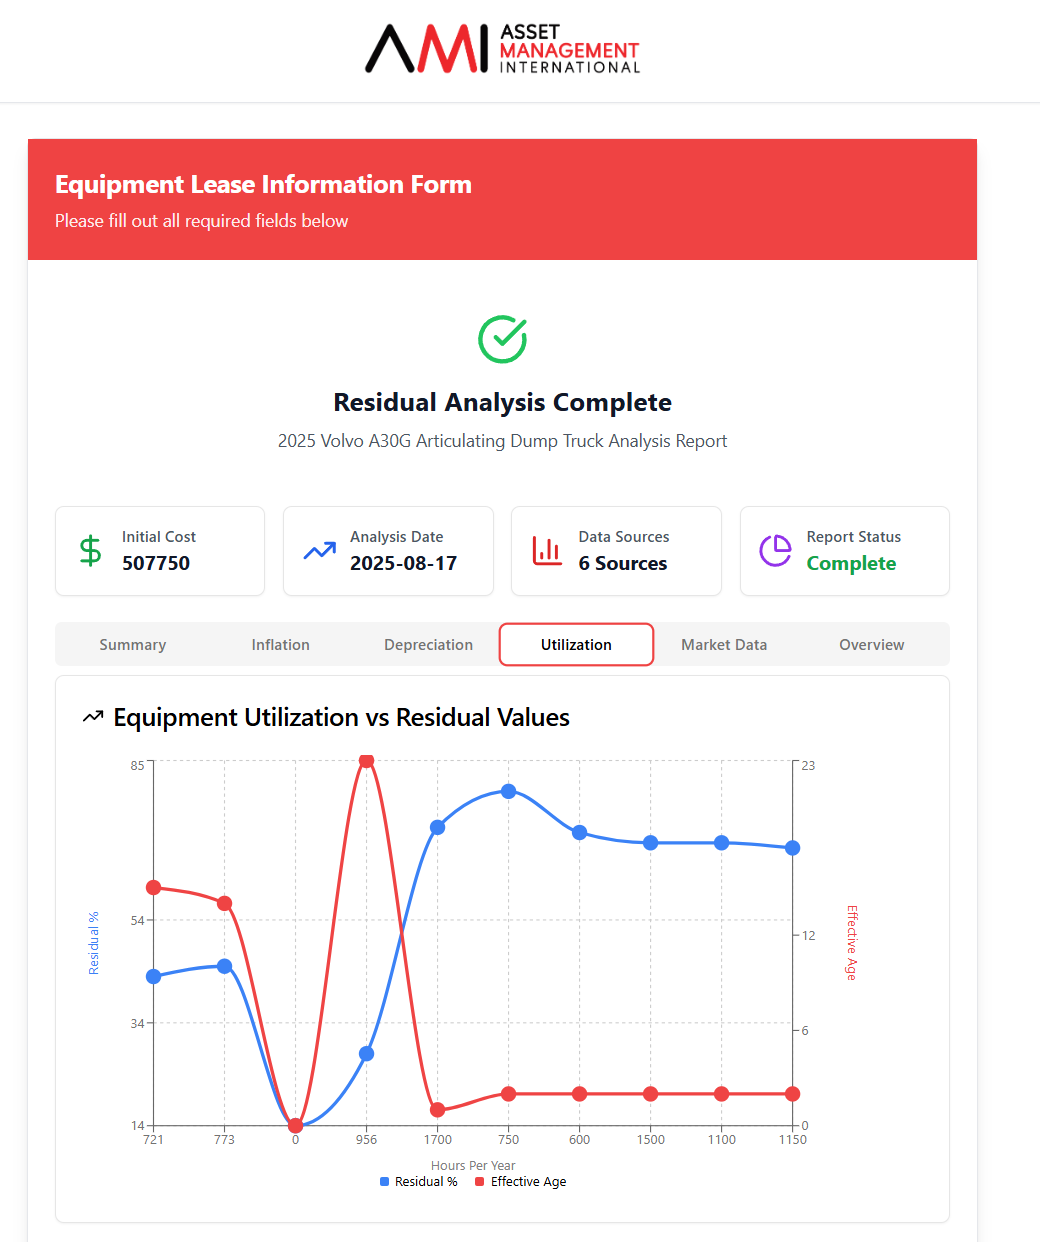 AMI ASSET
MANAGEMENT
INTERNATIONAL
Equipment Lease Information Form
Please fill out all required fields below
Residual Analysis Complete
2025 Volvo A30G Articulating Dump Truck Analysis Report
Initial Cost
507750
Analysis Date
2025-08-17
Data Sources
6 Sources
Report Status
Complete
Summary Inflation Depreciation Utilization Market Data Overview
Equipment Utilization vs Residual Values
85
54
34
14
Residual %
23
12
6
0
Effective Age
721 773 0 956 1700 750 600 1500 1100 1150
Hours Per Year
Residual % Effective Age